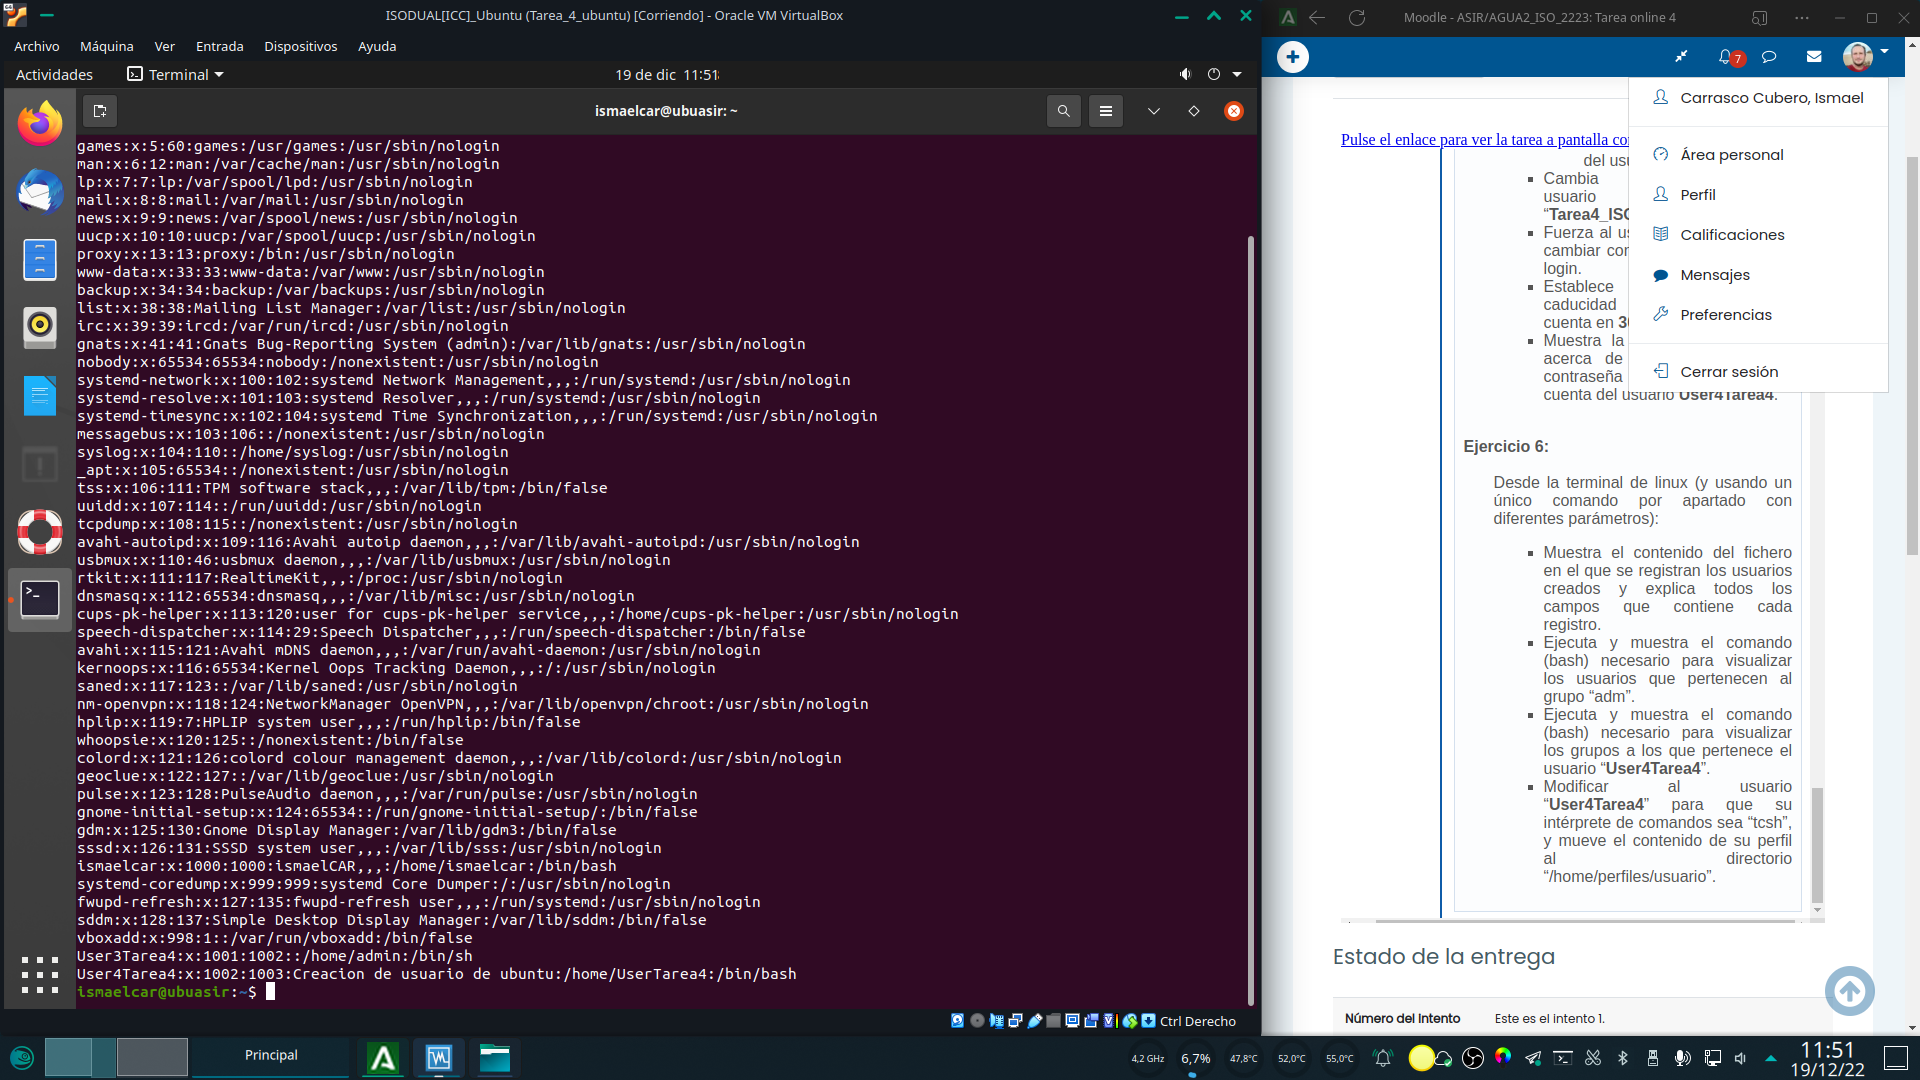 ISODUAL[ICC]_Ubuntu (Tarea_4_ubuntu) [Corriendo] - Oracle VM VirtualBox
Archivo Máquina Ver Entrada Dispositivos Ayuda
Actividades Terminal 19 de dic 11:51
ismaelcar@ubuasir: ~
games:x:5:60:games:/usr/games:/usr/sbin/nologin
man:x:6:12:man:/var/cache/man:/usr/sbin/nologin
lp:x:7:7:lp:/var/spool/lpd:/usr/sbin/nologin
mail:x:8:8:mail:/var/mail:/usr/sbin/nologin
news:x:9:9:news:/var/spool/news:/usr/sbin/nologin
uucp:x:10:10:uucp:/var/spool/uucp:/usr/sbin/nologin
proxy:x:13:13:proxy:/bin:/usr/sbin/nologin
www-data:x:33:33:www-data:/var/www:/usr/sbin/nologin
backup:x:34:34:backup:/var/backups:/usr/sbin/nologin
list:x:38:38:Mailing List Manager:/var/list:/usr/sbin/nologin
irc:x:39:39:ircd:/var/run/ircd:/usr/sbin/nologin
gnats:x:41:41:Gnats Bug-Reporting System (admin):/var/lib/gnats:/usr/sbin/nologin
nobody:x:65534:65534:nobody:/nonexistent:/usr/sbin/nologin
systemd-network:x:100:102:systemd Network Management,,,:/run/systemd:/usr/sbin/nologin
systemd-resolve:x:101:103:systemd Resolver,,,:/run/systemd:/usr/sbin/nologin
systemd-timesync:x:102:104:systemd Time Synchronization,,,:/run/systemd:/usr/sbin/nologin
messagebus:x:103:106::/nonexistent:/usr/sbin/nologin
syslog:x:104:110::/home/syslog:/usr/sbin/nologin
_apt:x:105:65534::/nonexistent:/usr/sbin/nologin
tss:x:106:111:TPM software stack,,,:/var/lib/tpm:/bin/false
uuidd:x:107:114::/run/uuidd:/usr/sbin/nologin
tcpdump:x:108:115::/nonexistent:/usr/sbin/nologin
avahi-autoipd:x:109:116:Avahi autoip daemon,,,:/var/lib/avahi-autoipd:/usr/sbin/nologin
usbmux:x:110:46:usbmux daemon,,,:/var/lib/usbmux:/usr/sbin/nologin
rtkit:x:111:117:RealtimeKit,,,:/proc:/usr/sbin/nologin
dnsmasq:x:112:65534:dnsmasq,,,:/var/lib/misc:/usr/sbin/nologin
cups-pk-helper:x:113:120:user for cups-pk-helper service,,,:/home/cups-pk-helper:/usr/sbin/nologin
speech-dispatcher:x:114:29:Speech Dispatcher,,,:/run/speech-dispatcher:/bin/false
avahi:x:115:121:Avahi mDNS daemon,,,:/var/run/avahi-daemon:/usr/sbin/nologin
kernoops:x:116:65534:Kernel Oops Tracking Daemon,,,:/:/usr/sbin/nologin
saned:x:117:123::/var/lib/saned:/usr/sbin/nologin
nm-openvpn:x:118:124:NetworkManager OpenVPN,,,:/var/lib/openvpn/chroot:/usr/sbin/nologin
hplip:x:119:7:HPLIP system user,,,:/run/hplip:/bin/false
whoopsie:x:120:125::/nonexistent:/bin/false
colord:x:121:126:colord colour management daemon,,,:/var/lib/colord:/usr/sbin/nologin
geoclue:x:122:127::/var/lib/geoclue:/usr/sbin/nologin
pulse:x:123:128:PulseAudio daemon,,,:/var/run/pulse:/usr/sbin/nologin
gnome-initial-setup:x:124:65534::/run/gnome-initial-setup/:/bin/false
gdm:x:125:130:Gnome Display Manager:/var/lib/gdm3:/bin/false
sssd:x:126:131:SSSD system user,,,:/var/lib/sss:/usr/sbin/nologin
ismaelcar:x:1000:1000:ismaelCAR,,,:/home/ismaelcar:/bin/bash
systemd-coredump:x:999:999:systemd Core Dumper:/:/usr/sbin/nologin
fwupd-refresh:x:127:135:fwupd-refresh user,,,:/run/systemd:/usr/sbin/nologin
sddm:x:128:137:Simple Desktop Display Manager:/var/lib/sddm:/bin/false
vboxadd:x:998:1::/var/run/vboxadd:/bin/false
User3Tarea4:x:1001:1002::/home/admin:/bin/sh
User4Tarea4:x:1002:1003:Creacion de usuario de ubuntu:/home/UserTarea4:/bin/bash
ismaelcar@ubuasir:~$
Ctrl Derecho
Moodle - ASIR/AGUA2_ISO_2223: Tarea online 4
7
Carrasco Cubero, Ismael
Área personal
Perfil
Calificaciones
Mensajes
Preferencias
Cerrar sesión
Pulse el enlace para ver la tarea a pantalla co
del usu
Cambia
usuario
“Tarea4_ISO
Fuerza al us
cambiar con
login.
Establece
caducidad
cuenta en 30
Muestra la
acerca de
contraseña
cuenta del usuario User4Tarea4.
Ejercicio 6:
Desde la terminal de linux (y usando un
único comando por apartado con
diferentes parámetros):
Muestra el contenido del fichero
en el que se registran los usuarios
creados y explica todos los
campos que contiene cada
registro.
Ejecuta y muestra el comando
(bash) necesario para visualizar
los usuarios que pertenecen al
grupo “adm”.
Ejecuta y muestra el comando
(bash) necesario para visualizar
los grupos a los que pertenece el
usuario “User4Tarea4”.
Modificar al usuario
“User4Tarea4” para que su
intérprete de comandos sea “tcsh”,
y mueve el contenido de su perfil
al directorio
“/home/perfiles/usuario”.
Estado de la entrega
Número del Intento Este es el intento 1.
Principal
4,2 GHz 6,7% 47,8°C 52,0°C 55,0°C
11:51
19/12/22